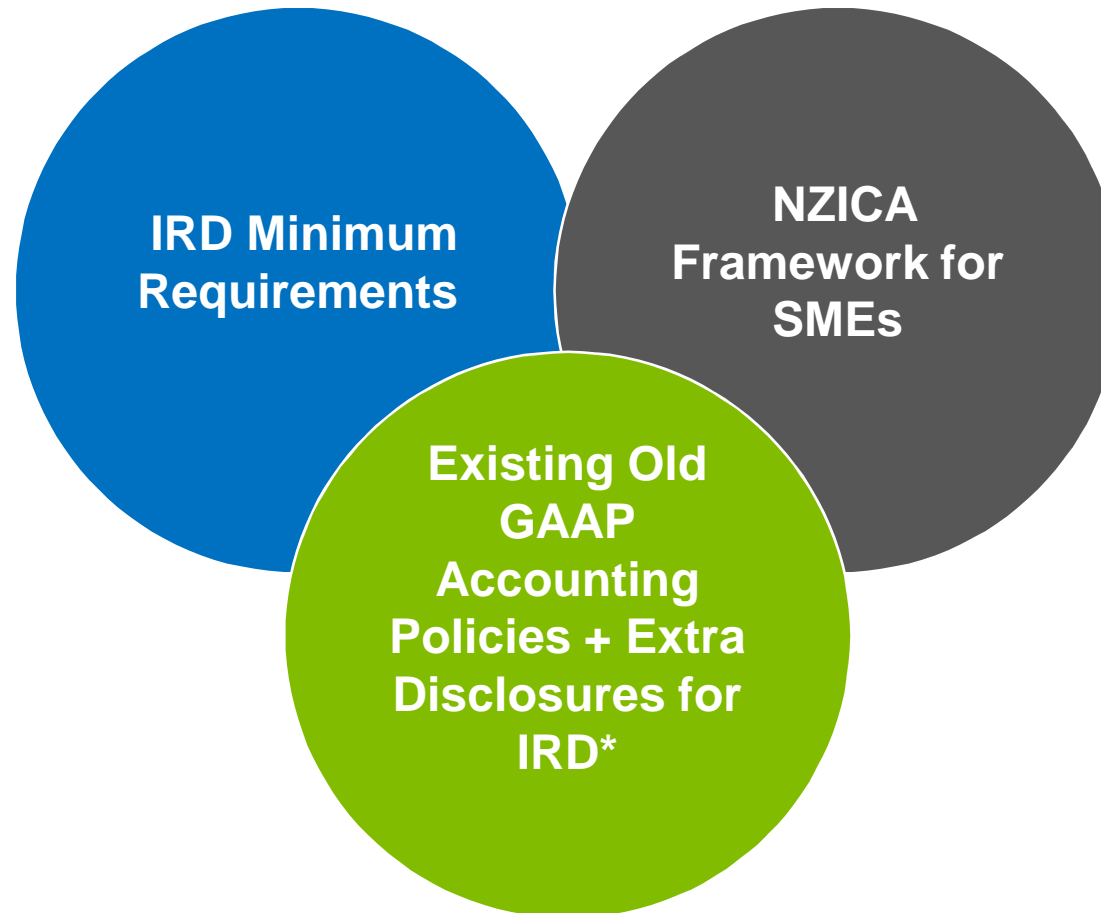 IRD Minimum
Requirements
NZICA
Framework for
SMEs
Existing Old
GAAP
Accounting
Policies + Extra
Disclosures for
IRD*